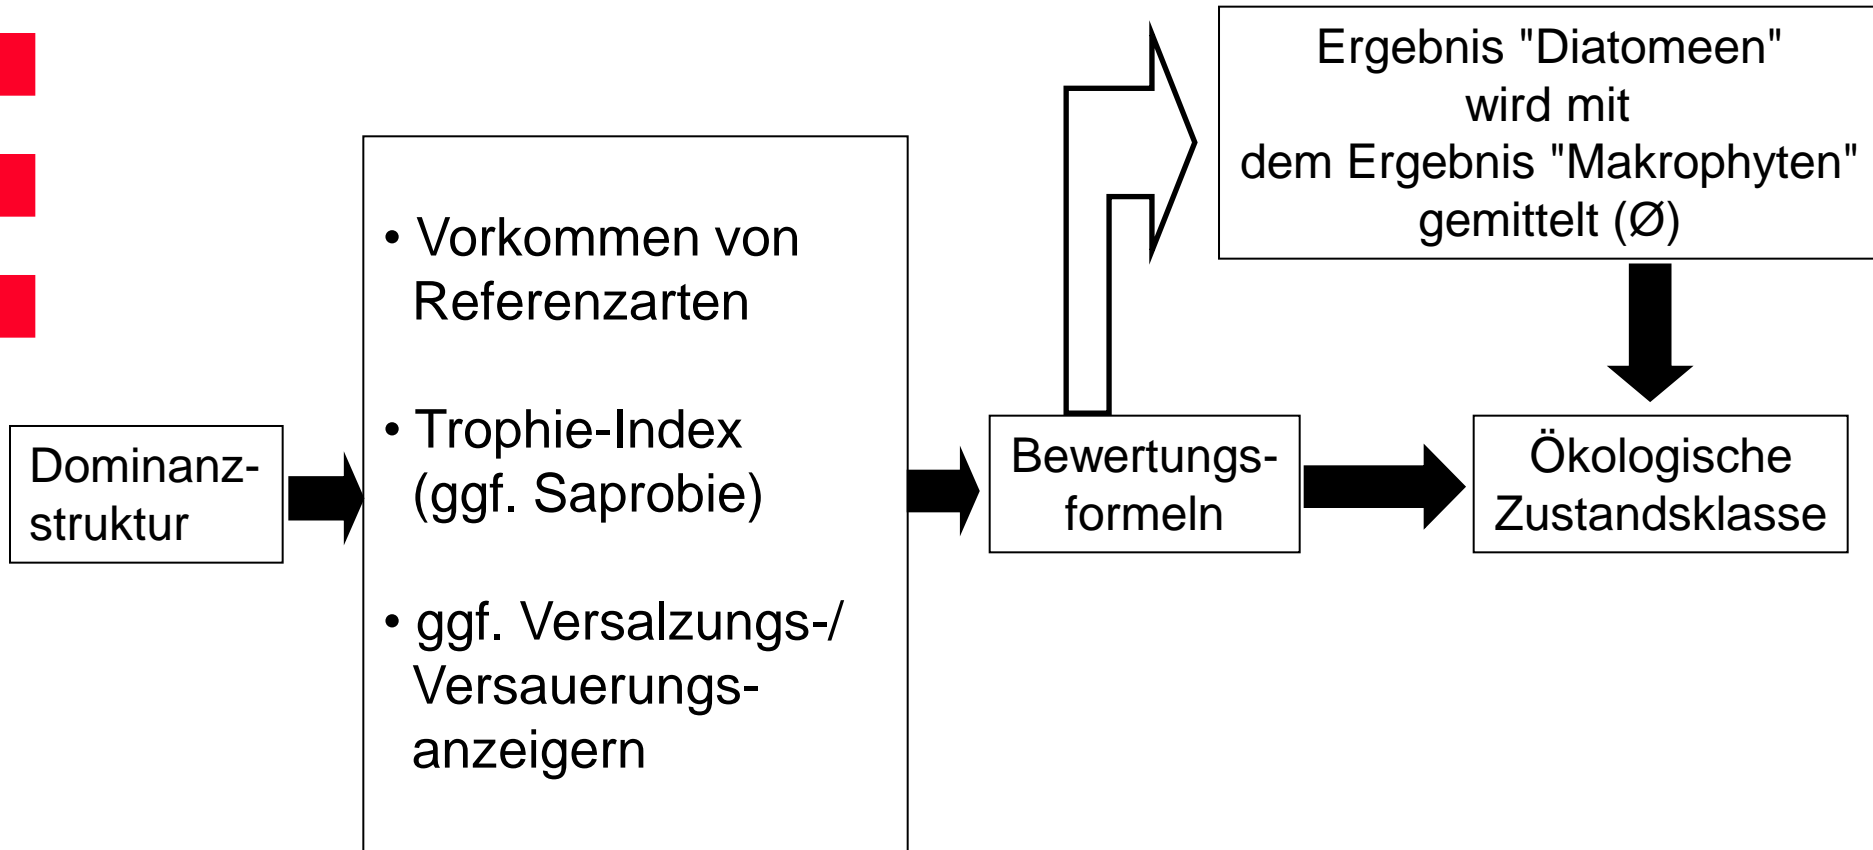 Dominanz-
struktur
• Vorkommen von
Referenzarten
• Trophie-Index
(ggf. Saprobie)
• ggf. Versalzungs-/
Versauerungs-
anzeigern
Bewertungs-
formeln
Ergebnis "Diatomeen"
wird mit
dem Ergebnis "Makrophyten"
gemittelt (Ø)
Ökologische
Zustandsklasse